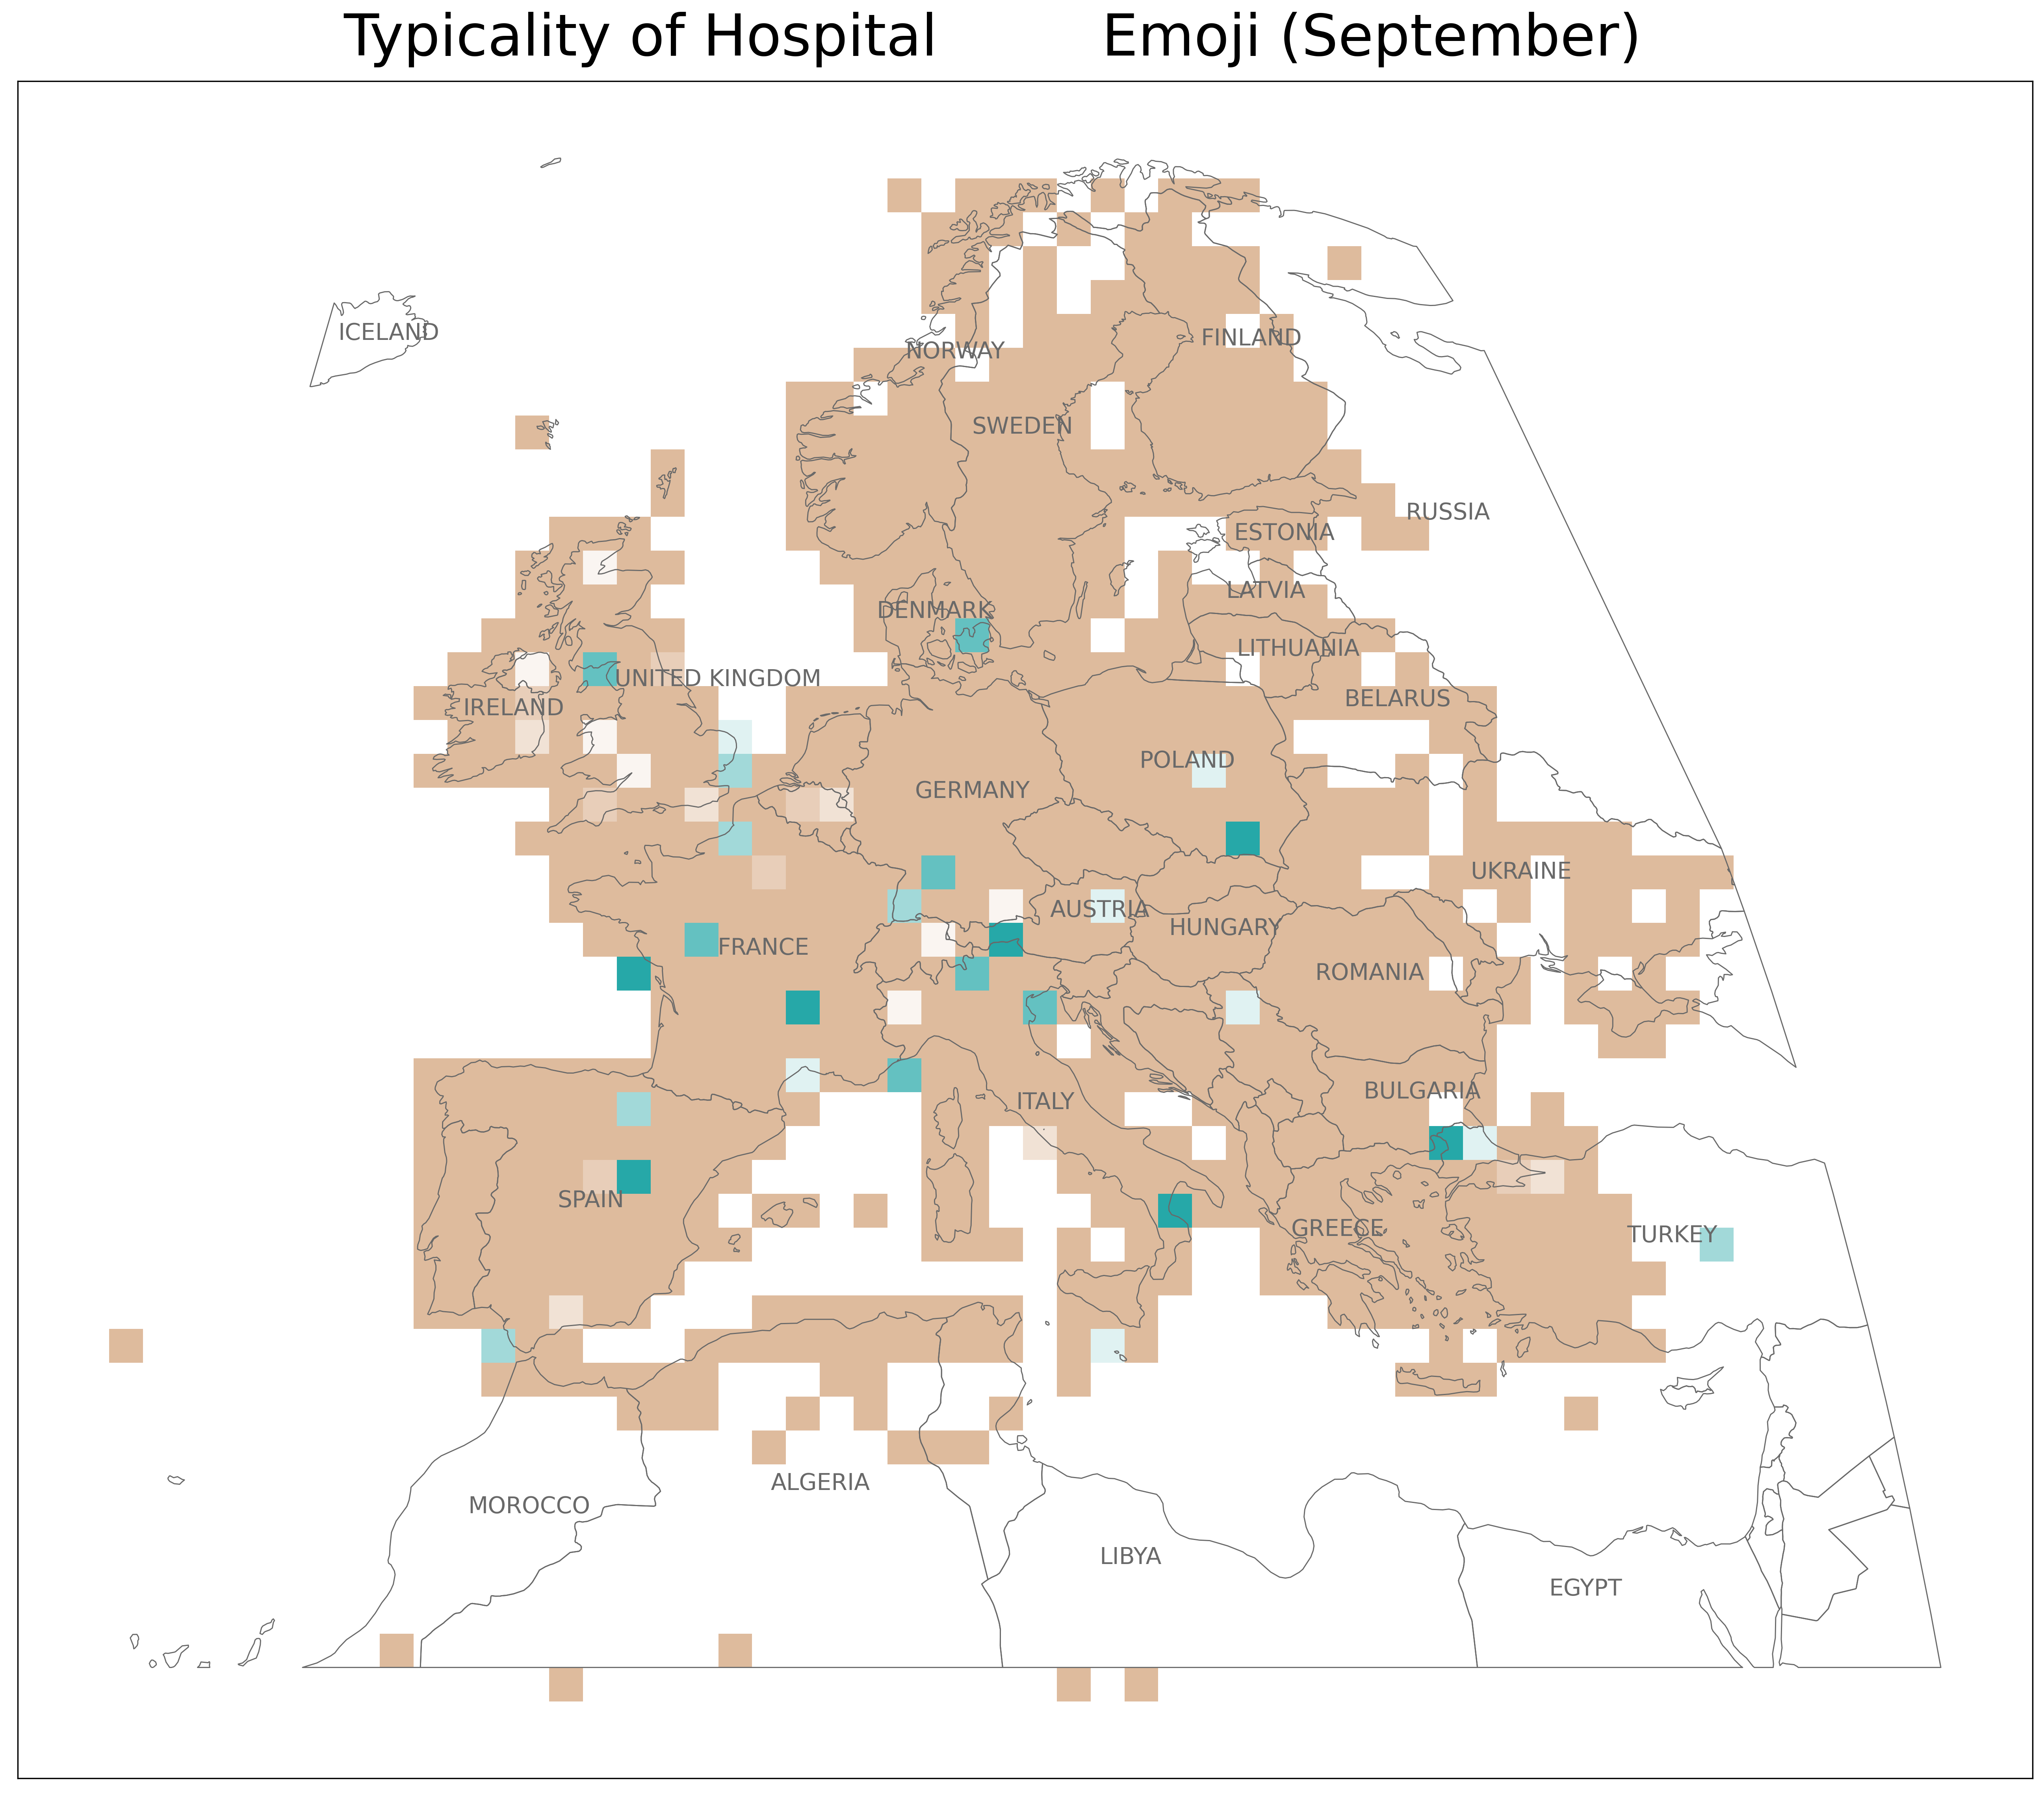 Typicality of Hospital Emoji (September)
ICELAND
NORWAY
FINLAND
SWEDEN
RUSSIA
ESTONIA
LATVIA
DENMARK
LITHUANIA
UNITED KINGDOM
IRELAND
BELARUS
POLAND
GERMANY
UKRAINE
AUSTRIA
HUNGARY
FRANCE
ROMANIA
BULGARIA
ITALY
SPAIN
GREECE
TURKEY
ALGERIA
MOROCCO
LIBYA
EGYPT